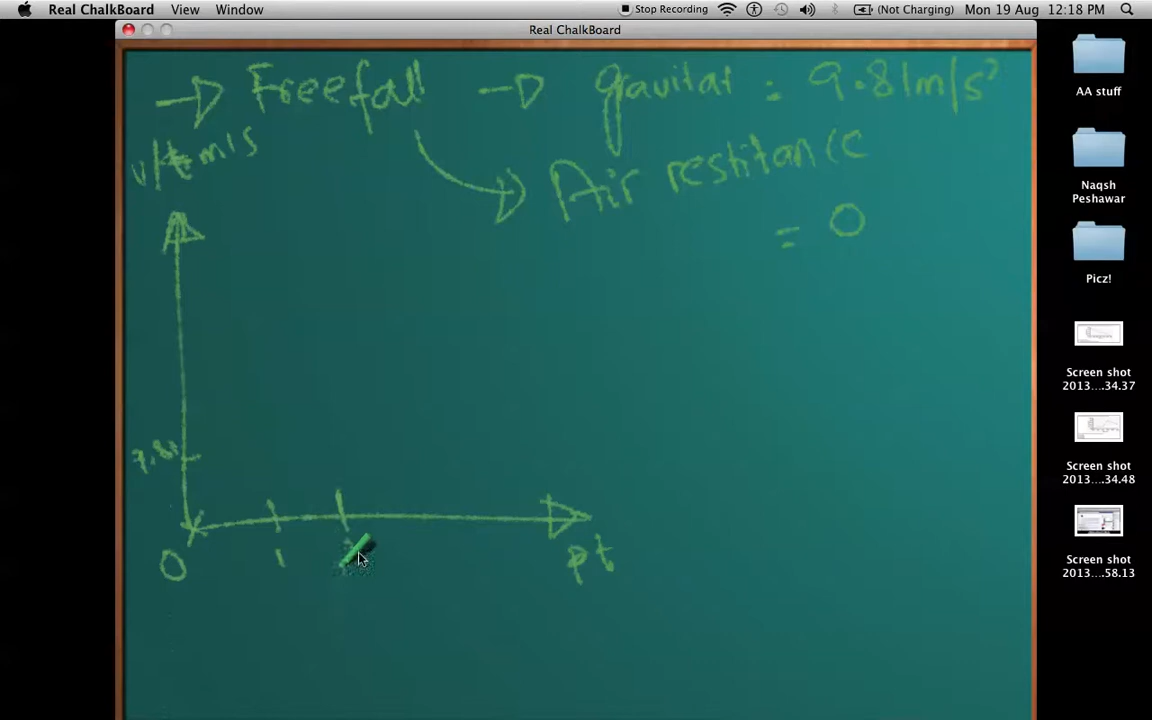 Real ChalkBoard View Window Stop Recording (Not Charging) Mon 19 Aug 12:18 PM
Real ChalkBoard
→ Freefall → gravitat = 9.81m/s²
v/m/s
Air restitance
= 0
9.81
0 1
pt
AA stuff
Naqsh
Peshawar
Picz!
Screen shot
2013....34.37
Screen shot
2013....34.48
Screen shot
2013....58.13